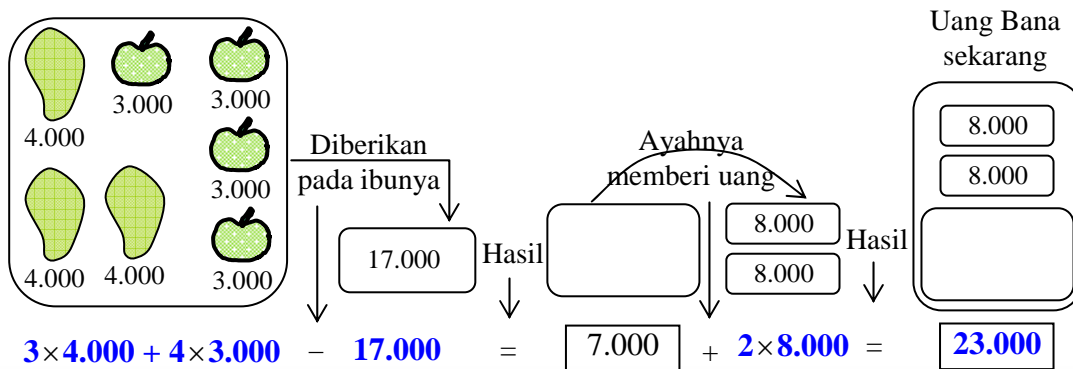 4.000
3.000
3.000
3.000
4.000
4.000
3.000
Diberikan
pada ibunya
17.000
Hasil
Ayahnya
memberi uang
8.000
8.000
Hasil
Uang Bana
sekarang
8.000
8.000
3×4.000 + 4×3.000 − 17.000 = 7.000 + 2×8.000 = 23.000